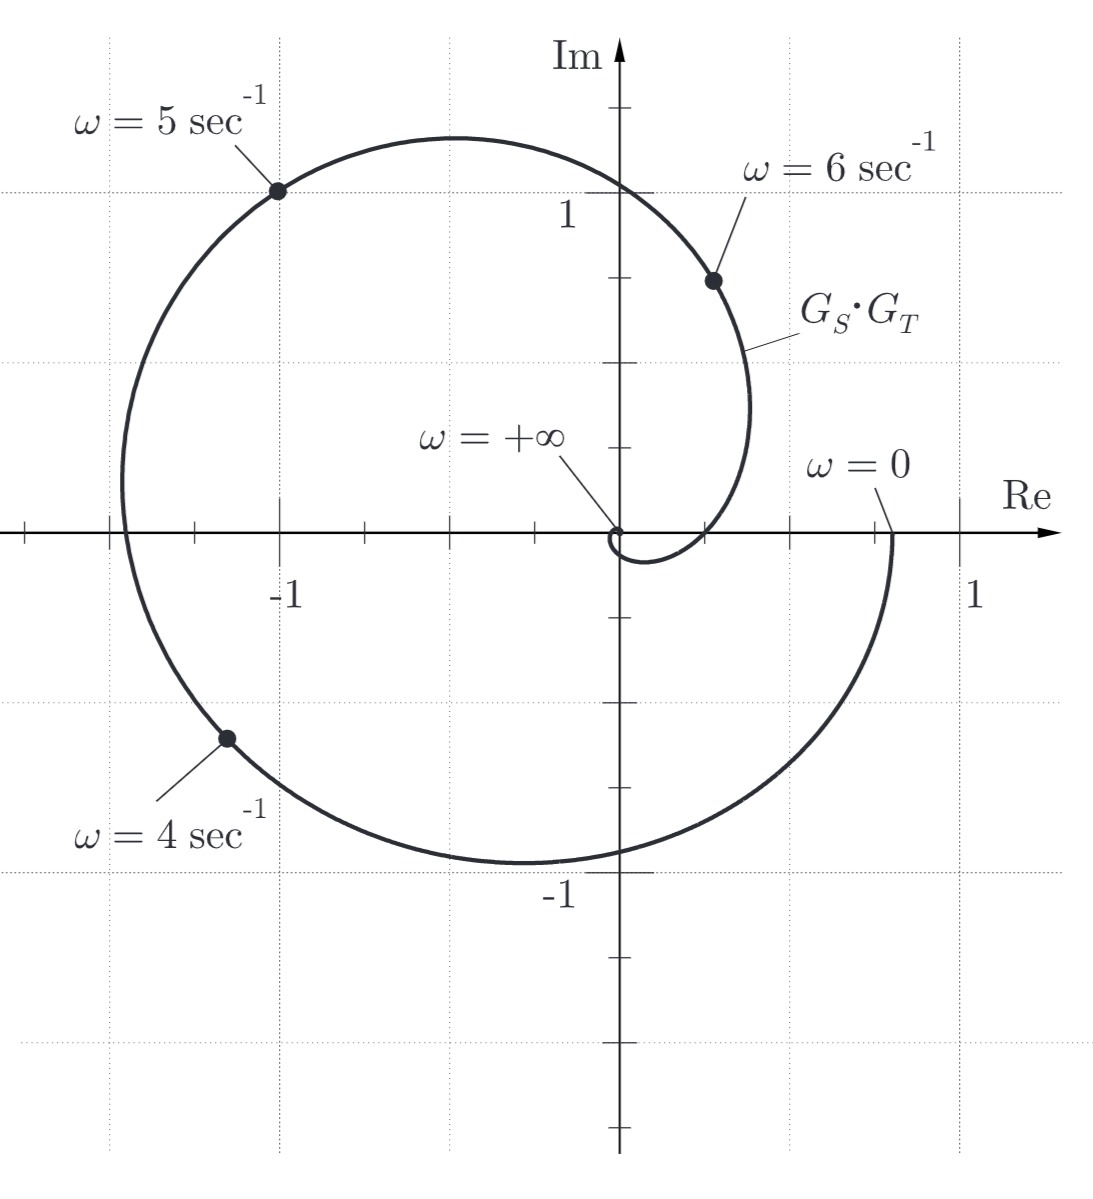 Im
ω = 5 sec⁻¹
ω = 6 sec⁻¹
1
G_S · G_T
ω = +∞
ω = 0
Re
-1
1
ω = 4 sec⁻¹
-1